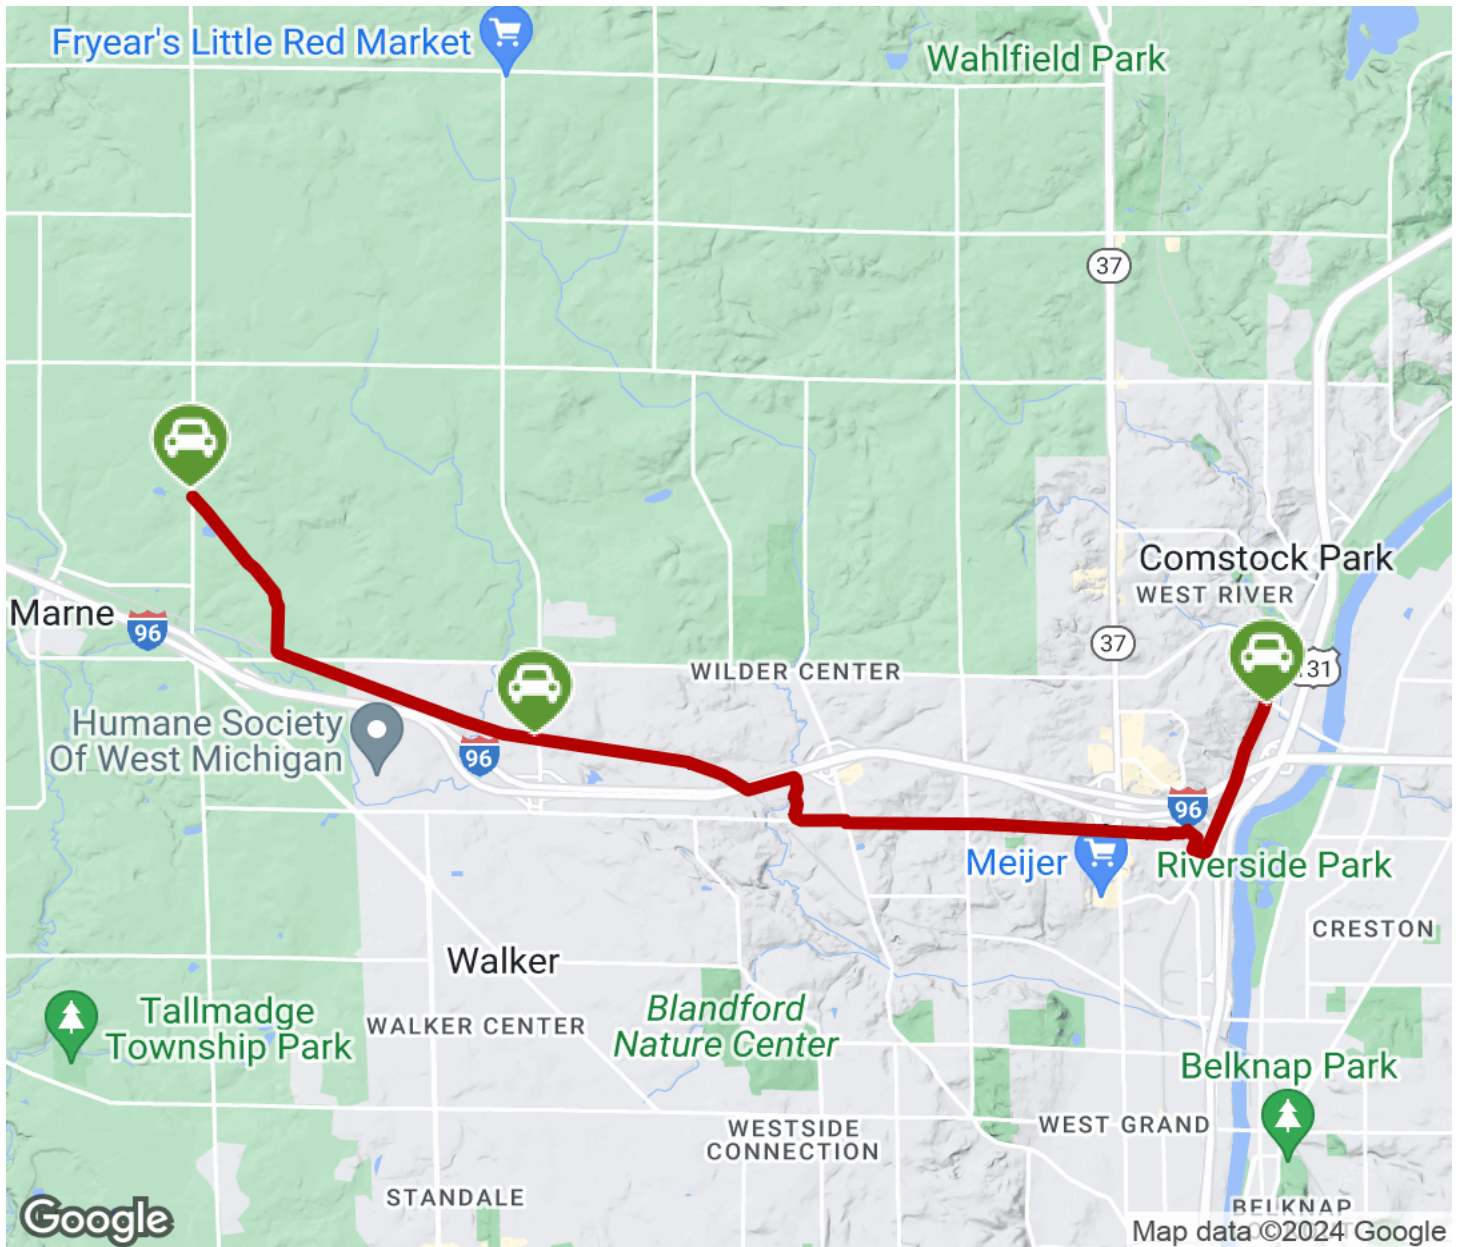 Fryear's Little Red Market
Wahlfield Park
37
Comstock Park
WEST RIVER
Marne
96
37
31
WILDER CENTER
Humane Society
Of West Michigan
96
96
Meijer
Riverside Park
CRESTON
Walker
Tallmadge
Township Park
WALKER CENTER
Blandford
Nature Center
Belknap Park
WESTSIDE
CONNECTION
WEST GRAND
STANDALE
BELKNAP
Google
Map data ©2024 Google